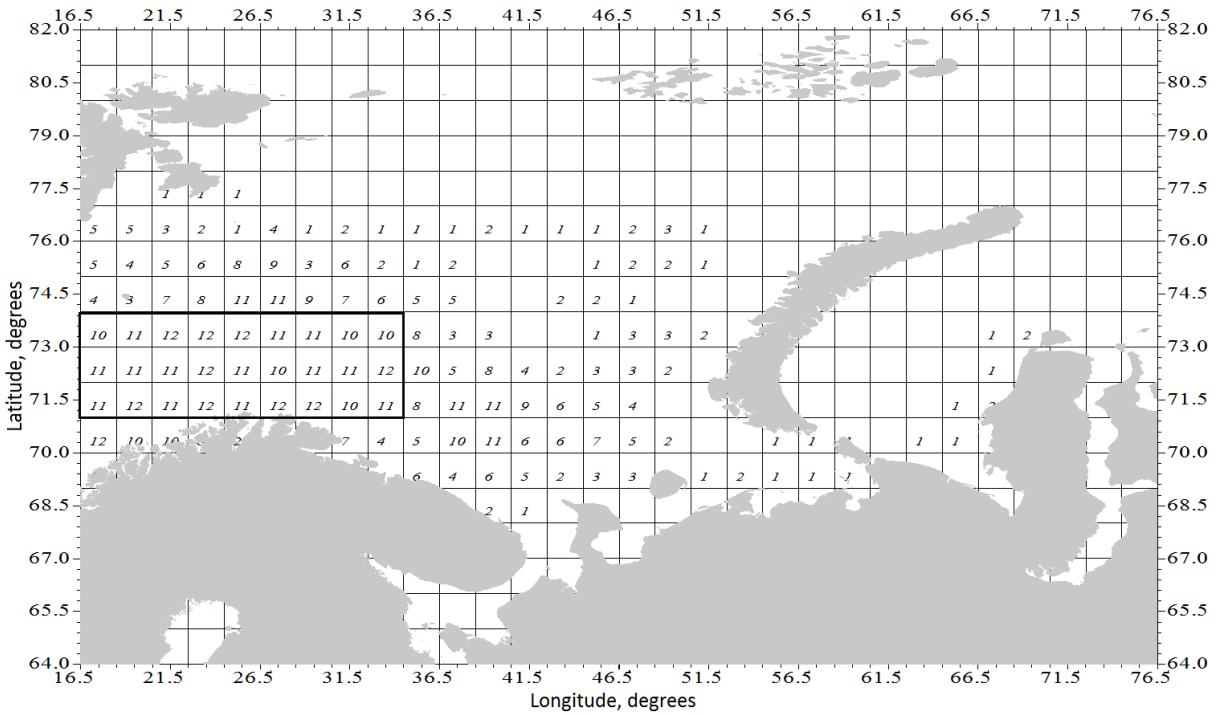 16.5 21.5 26.5 31.5 36.5 41.5 46.5 51.5 56.5 61.5 66.5 71.5 76.5
82.0 82.0
80.5 80.5
79.0 79.0
77.5 1 1 1 77.5
5 5 3 2 1 4 1 2 1 1 1 2 1 1 1 2 3 1
76.0 76.0
5 4 5 6 8 9 3 6 2 1 2 1 2 2 1
74.5 4 3 7 8 11 11 9 7 6 5 5 2 2 1 74.5
10 11 12 12 12 11 11 10 10 8 3 3 1 3 3 2 1 2
73.0 73.0
11 11 11 12 11 10 11 11 12 10 5 8 4 2 3 3 2 1
71.5 11 12 11 12 11 12 12 10 11 8 11 11 9 6 5 4 1 2 71.5
12 10 10 2 7 4 5 10 11 6 6 7 5 2 1 1 1 1 1
70.0 70.0
6 4 6 5 2 3 3 1 2 1 1 1
68.5 2 1 68.5
67.0 67.0
65.5 65.5
64.0 64.0
16.5 21.5 26.5 31.5 36.5 41.5 46.5 51.5 56.5 61.5 66.5 71.5 76.5
Latitude, degrees
Longitude, degrees